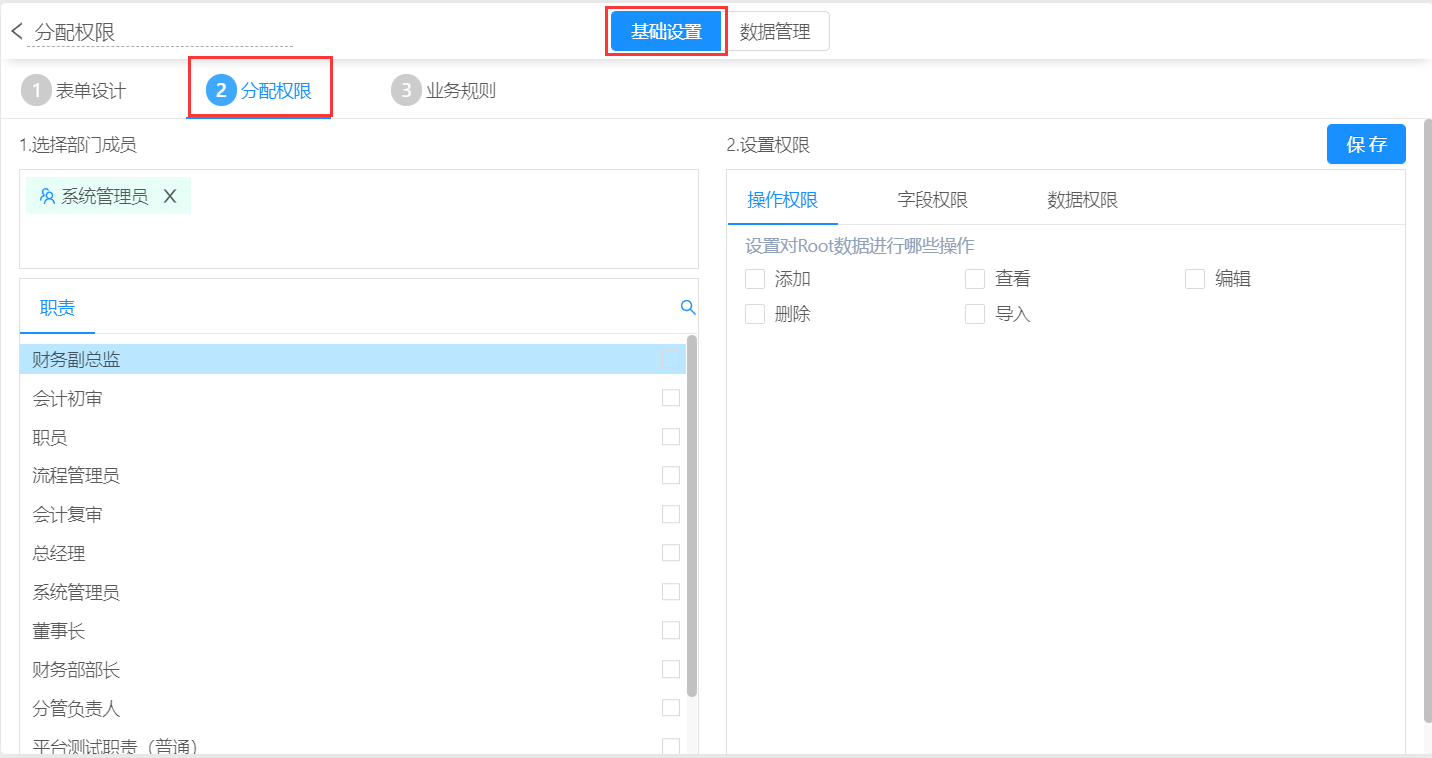 分配权限
基础设置 数据管理
1 表单设计 2 分配权限 3 业务规则
1.选择部门成员
系统管理员 X
职责
财务副总监
会计初审
职员
流程管理员
会计复审
总经理
系统管理员
董事长
财务部部长
分管负责人
平台测试职责（普通）
2.设置权限
保存
操作权限 字段权限 数据权限
设置对Root数据进行哪些操作
添加 查看 编辑
删除 导入